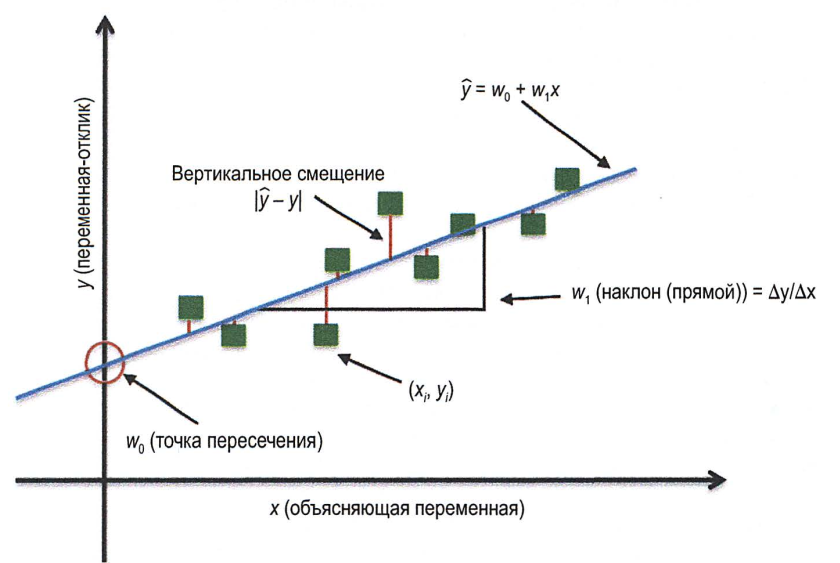 ŷ = w₀ + w₁x
y (переменная-отклик)
Вертикальное смещение
|ŷ – y|
w₁ (наклон (прямой)) = Δy/Δx
(xᵢ, yᵢ)
w₀ (точка пересечения)
x (объясняющая переменная)